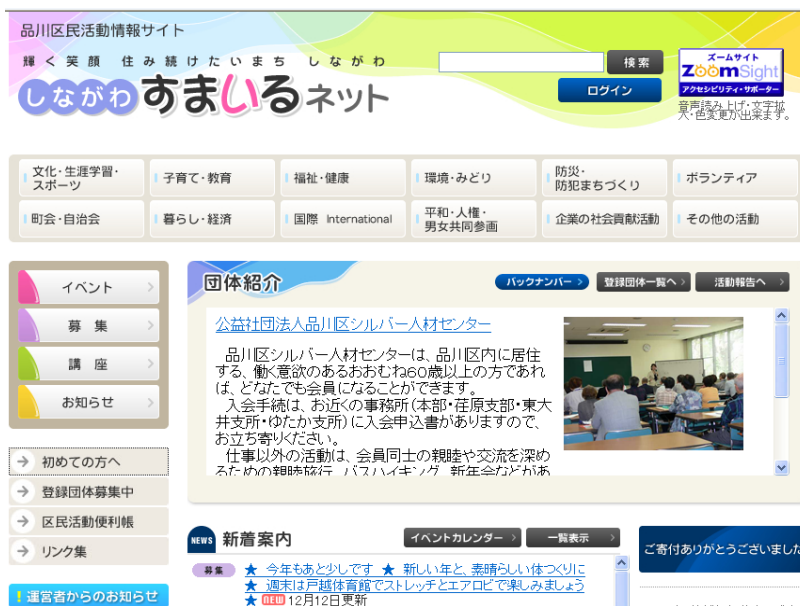 品川区民活動情報サイト
輝く笑顔 住み続けたいまち しながわ
しながわすまいるネット
検索
ログイン
ズームサイト
ZoomSight
アクセシビリティ・サポーター
音声読み上げ・文字拡
大・色変更が出来ます。
文化・生涯学習・
スポーツ
子育て・教育
福祉・健康
環境・みどり
防災・
防犯まちづくり
ボランティア
町会・自治会
暮らし・経済
国際 International
平和・人権・
男女共同参画
企業の社会貢献活動
その他の活動
イベント
募 集
講 座
お知らせ
初めての方へ
登録団体募集中
区民活動便利帳
リンク集
！運営者からのお知らせ
団体紹介
バックナンバー
登録団体一覧へ
活動報告へ
公益社団法人品川区シルバー人材センター
品川区シルバー人材センターは、品川区内に居住
する、働く意欲のあるおおむね60歳以上の方であれ
ば、どなたでも会員になることができます。
入会手続は、お近くの事務所(本部・荏原支部・東大
井支所・ゆたか支所)に入会申込書がありますので、
お立ち寄りください。
仕事以外の活動は、会員同士の親睦や交流を深め
るための親睦旅行、バスハイキング、新年会などがあ
NEWS 新着案内
イベントカレンダー
一覧表示
募集
★ 今年もあと少しです ★ 新しい年と、素晴らしい体つくりに
★ 週末は戸越体育館でストレッチとエアロビで楽しみましょう
★ NEW 12月12日更新
ご寄付ありがとうございました